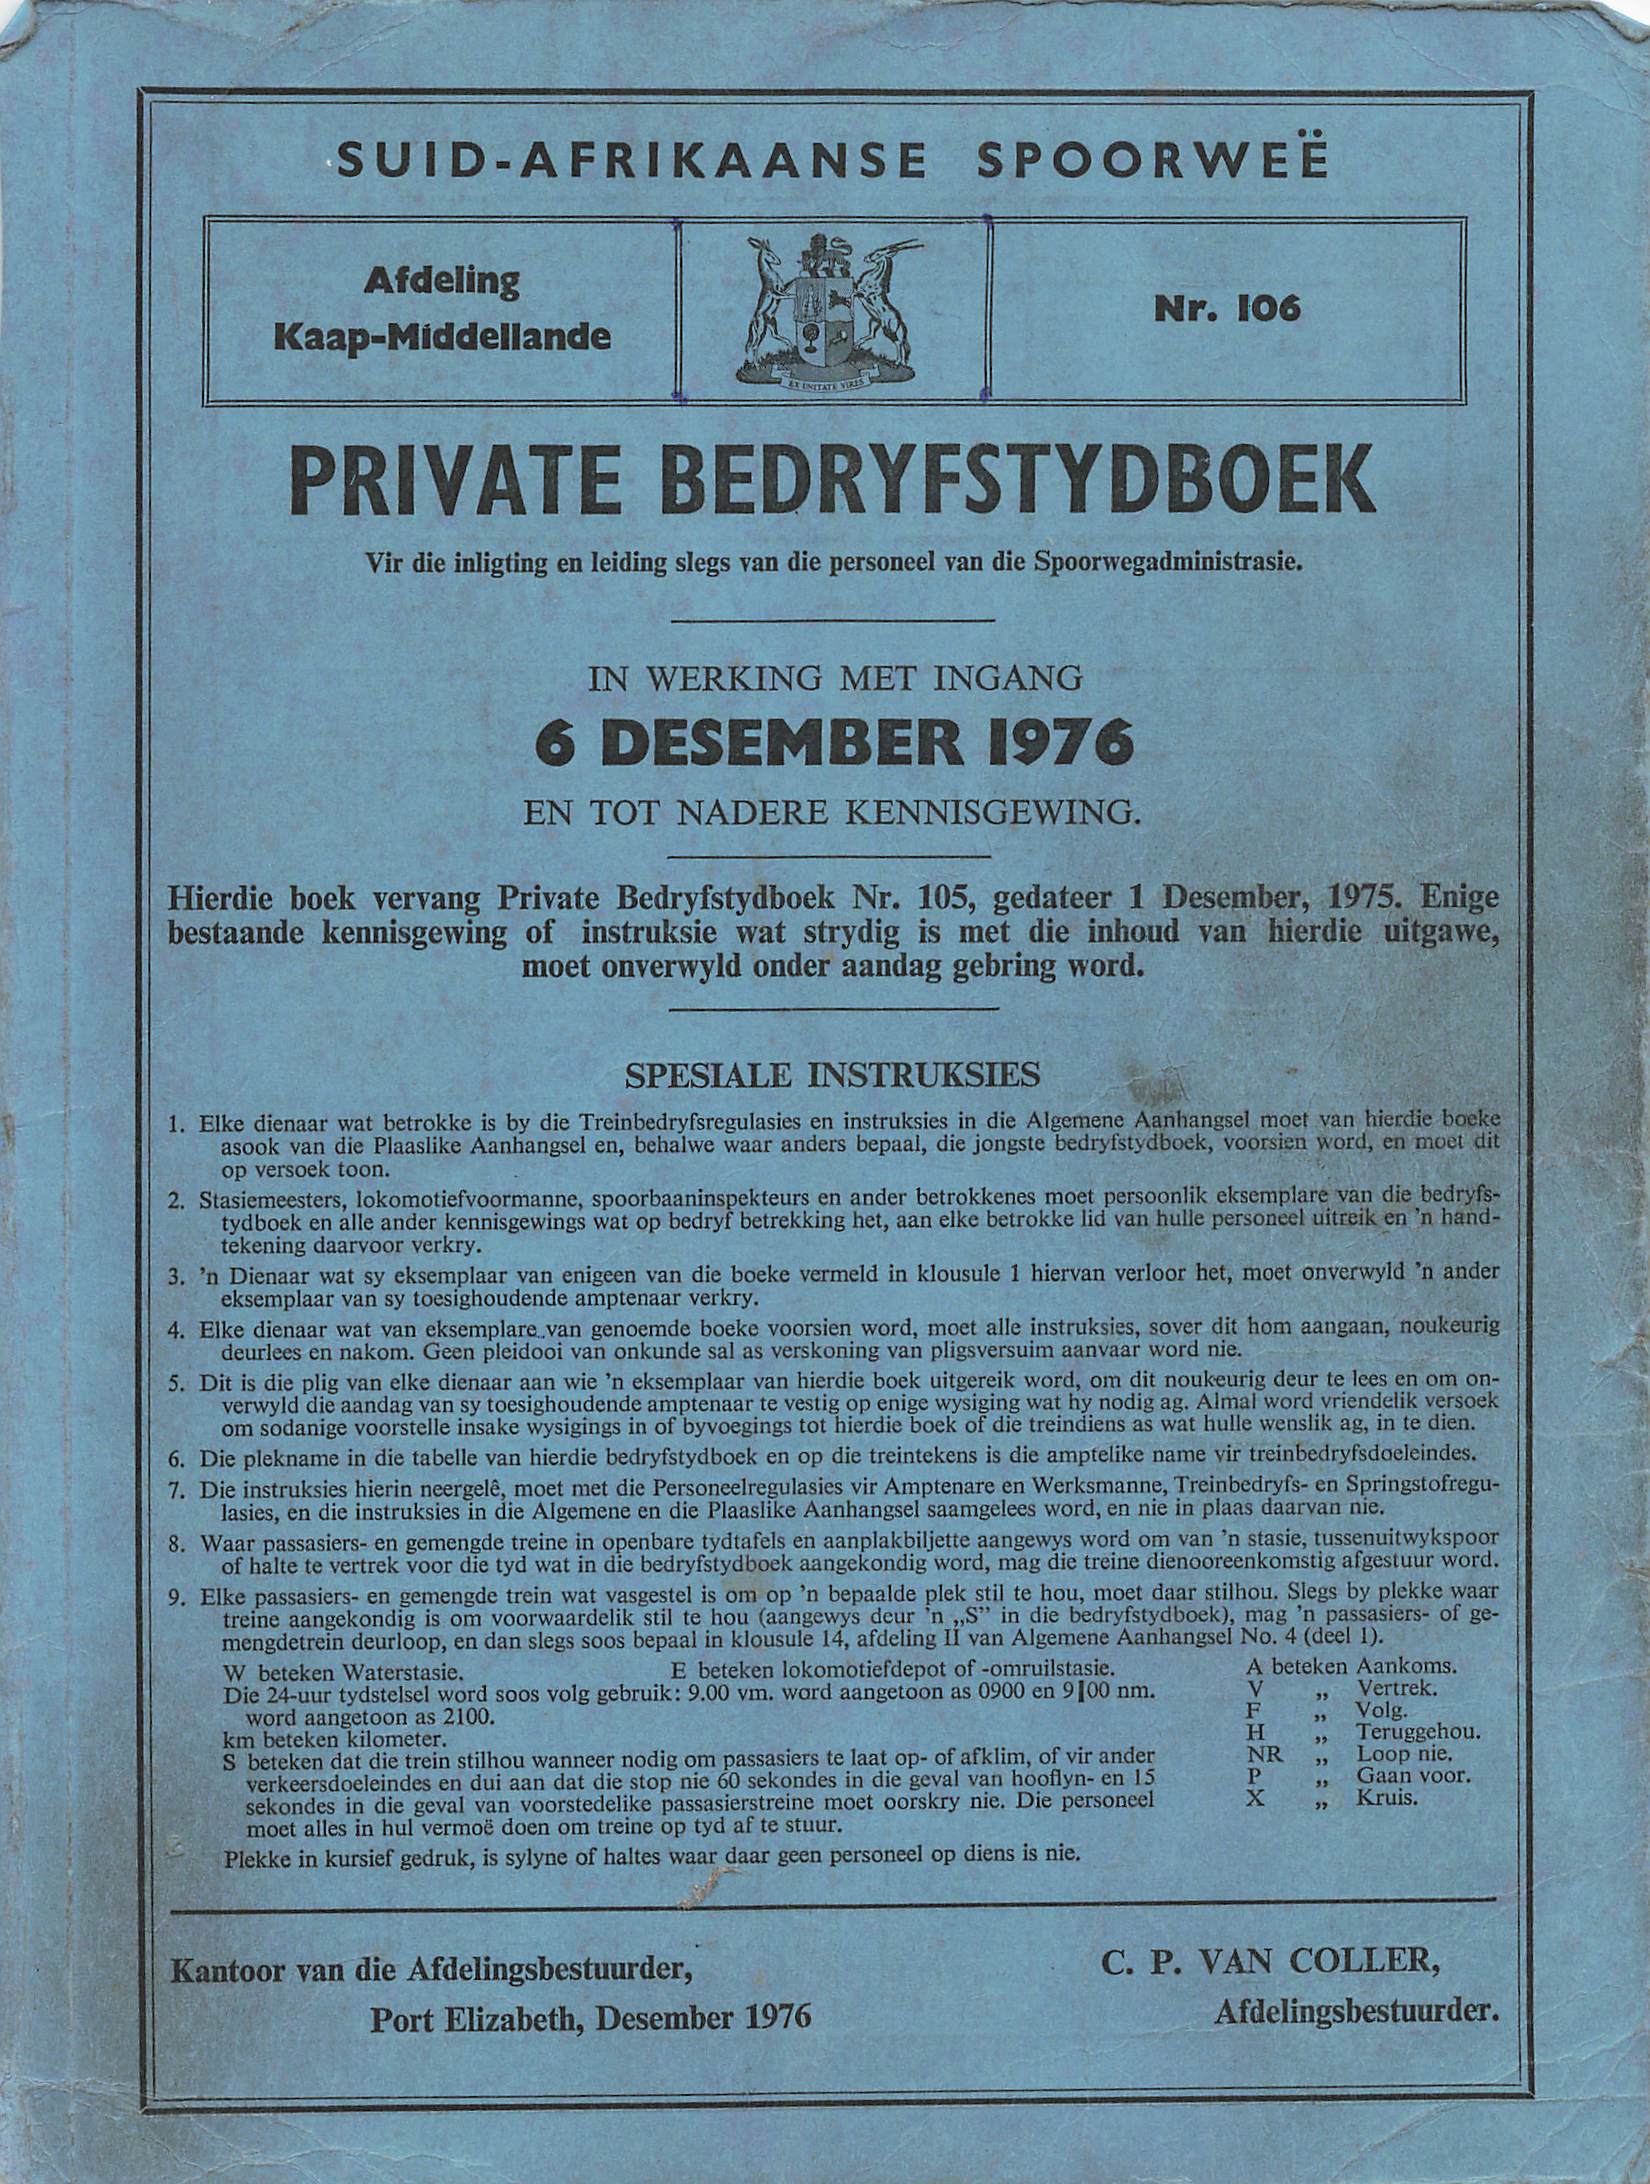 SUID-AFRIKAANSE SPOORWEË
Afdeling
Kaap-Middellande
EX UNITATE VIRES
Nr. 106
PRIVATE BEDRYFSTYDBOEK
Vir die inligting en leiding slegs van die personeel van die Spoorwegadministrasie.
IN WERKING MET INGANG
6 DESEMBER 1976
EN TOT NADERE KENNISGEWING.
Hierdie boek vervang Private Bedryfstydboek Nr. 105, gedateer 1 Desember, 1975. Enige
bestaande kennisgewing of instruksie wat strydig is met die inhoud van hierdie uitgawe,
moet onverwyld onder aandag gebring word.
SPESIALE INSTRUKSIES
1. Elke dienaar wat betrokke is by die Treinbedryfsregulasies en instruksies in die Algemene Aanhangsel moet van hierdie boeke
asook van die Plaaslike Aanhangsel en, behalwe waar anders bepaal, die jongste bedryfstydboek, voorsien word, en moet dit
op versoek toon.
2. Stasiemeesters, lokomotiefvoormanne, spoorbaaninspekteurs en ander betrokkenes moet persoonlik eksemplare van die bedryfs-
tydboek en alle ander kennisgewings wat op bedryf betrekking het, aan elke betrokke lid van hulle personeel uitreik en 'n hand-
tekening daarvoor verkry.
3. 'n Dienaar wat sy eksemplaar van enigeen van die boeke vermeld in klousule 1 hiervan verloor het, moet onverwyld 'n ander
eksemplaar van sy toesighoudende amptenaar verkry.
4. Elke dienaar wat van eksemplare van genoemde boeke voorsien word, moet alle instruksies, sover dit hom aangaan, noukeurig
deurlees en nakom. Geen pleidooi van onkunde sal as verskoning van pligsversuim aanvaar word nie.
5. Dit is die plig van elke dienaar aan wie 'n eksemplaar van hierdie boek uitgereik word, om dit noukeurig deur te lees en om on-
verwyld die aandag van sy toesighoudende amptenaar te vestig op enige wysiging wat hy nodig ag. Almal word vriendelik versoek
om sodanige voorstelle insake wysigings in of byvoegings tot hierdie boek of die treindiens as wat hulle wenslik ag, in te dien.
6. Die plekname in die tabelle van hierdie bedryfstydboek en op die treintekens is die amptelike name vir treinbedryfsdoeleindes.
7. Die instruksies hierin neergelê, moet met die Personeelregulasies vir Amptenare en Werksmanne, Treinbedryfs- en Springstofregu-
lasies, en die instruksies in die Algemene en die Plaaslike Aanhangsel saamgelees word, en nie in plaas daarvan nie.
8. Waar passasiers- en gemengde treine in openbare tydtafels en aanplakbiljette aangewys word om van 'n stasie, tussenuitwykspoor
of halte te vertrek voor die tyd wat in die bedryfstydboek aangekondig word, mag die treine dienooreenkomstig afgestuur word.
9. Elke passasiers- en gemengde trein wat vasgestel is om op 'n bepaalde plek stil te hou, moet daar stilhou. Slegs by plekke waar
treine aangekondig is om voorwaardelik stil te hou (aangewys deur 'n „S” in die bedryfstydboek), mag 'n passasiers- of ge-
mengdetrein deurloop, en dan slegs soos bepaal in klousule 14, afdeling II van Algemene Aanhangsel No. 4 (deel 1).
W beteken Waterstasie. E beteken lokomotiefdepot of -omruilstasie. A beteken Aankoms.
Die 24-uur tydstelsel word soos volg gebruik: 9.00 vm. word aangetoon as 0900 en 9|00 nm. V „ Vertrek.
word aangetoon as 2100. F „ Volg.
km beteken kilometer. H „ Teruggehou.
S beteken dat die trein stilhou wanneer nodig om passasiers te laat op- of afklim, of vir ander NR „ Loop nie.
verkeersdoeleindes en dui aan dat die stop nie 60 sekondes in die geval van hooflyn- en 15 P „ Gaan voor.
sekondes in die geval van voorstedelike passasierstreine moet oorskry nie. Die personeel X „ Kruis.
moet alles in hul vermoë doen om treine op tyd af te stuur.
Plekke in kursief gedruk, is sylyne of haltes waar daar geen personeel op diens is nie.
Kantoor van die Afdelingsbestuurder, C. P. VAN COLLER,
Port Elizabeth, Desember 1976 Afdelingsbestuurder.